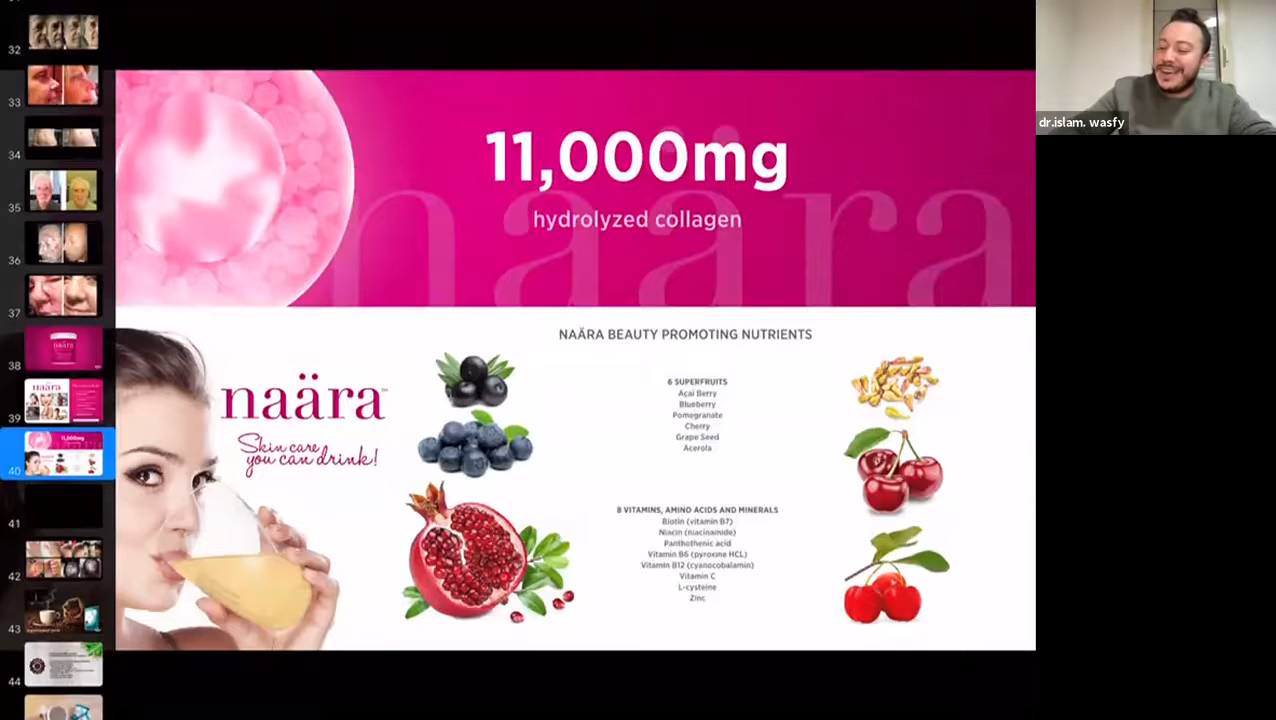 32
33
34
35
36
37
38
39
40
41
42
43
44
11,000mg
hydrolyzed collagen
naära
NAÄRA BEAUTY PROMOTING NUTRIENTS
naära™
Skin care
you can drink!
6 SUPERFRUITS
Açai Berry
Blueberry
Pomegranate
Cherry
Grape Seed
Acerola
8 VITAMINS, AMINO ACIDS AND MINERALS
Biotin (vitamin B7)
Niacin (niacinamide)
Panthothenic acid
Vitamin B6 (pyroxine HCL)
Vitamin B12 (cyanocobalamin)
Vitamin C
L-cysteine
Zinc
dr.islam. wasfy